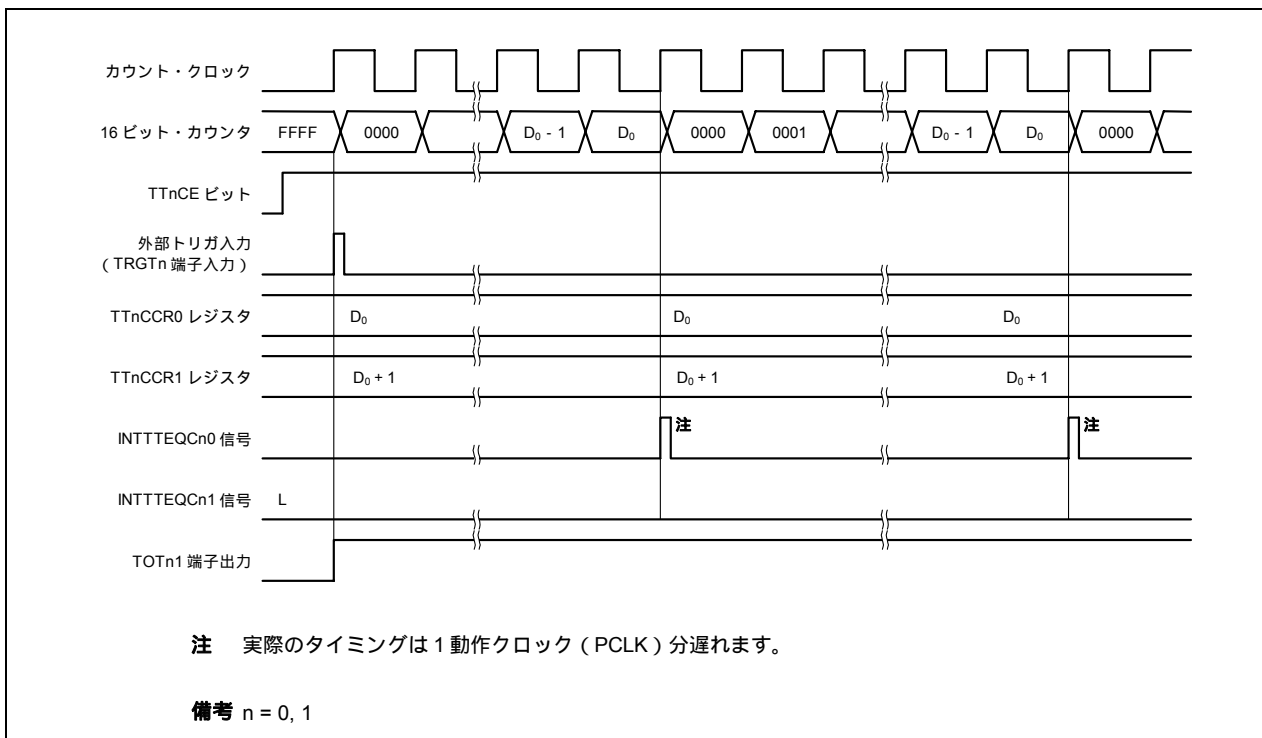 カウント・クロック
16 ビット・カウンタ FFFF 0000 D₀ - 1 D₀ 0000 0001 D₀ - 1 D₀ 0000
TTnCE ビット
外部トリガ入力
（TRGTn 端子入力）
TTnCCR0 レジスタ D₀ D₀ D₀
TTnCCR1 レジスタ D₀ + 1 D₀ + 1 D₀ + 1
INTTTEQCn0 信号 注 注
INTTTEQCn1 信号 L
TOTn1 端子出力
注 実際のタイミングは1動作クロック（PCLK）分遅れます。
備考 n = 0, 1